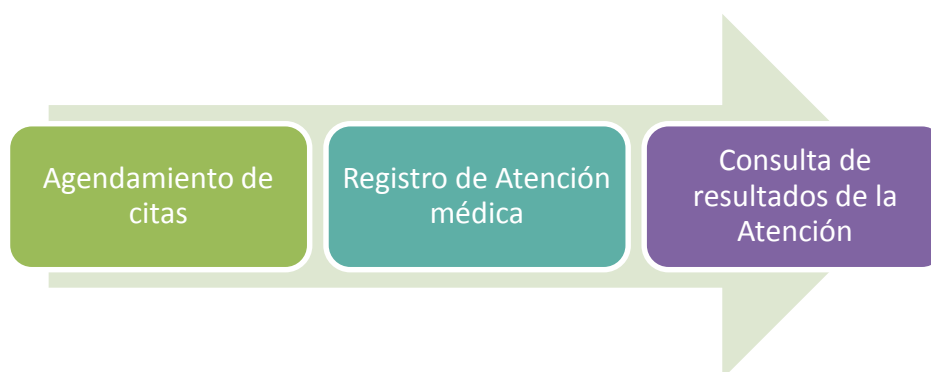 Agendamiento de
citas
Registro de Atención
médica
Consulta de
resultados de la
Atención